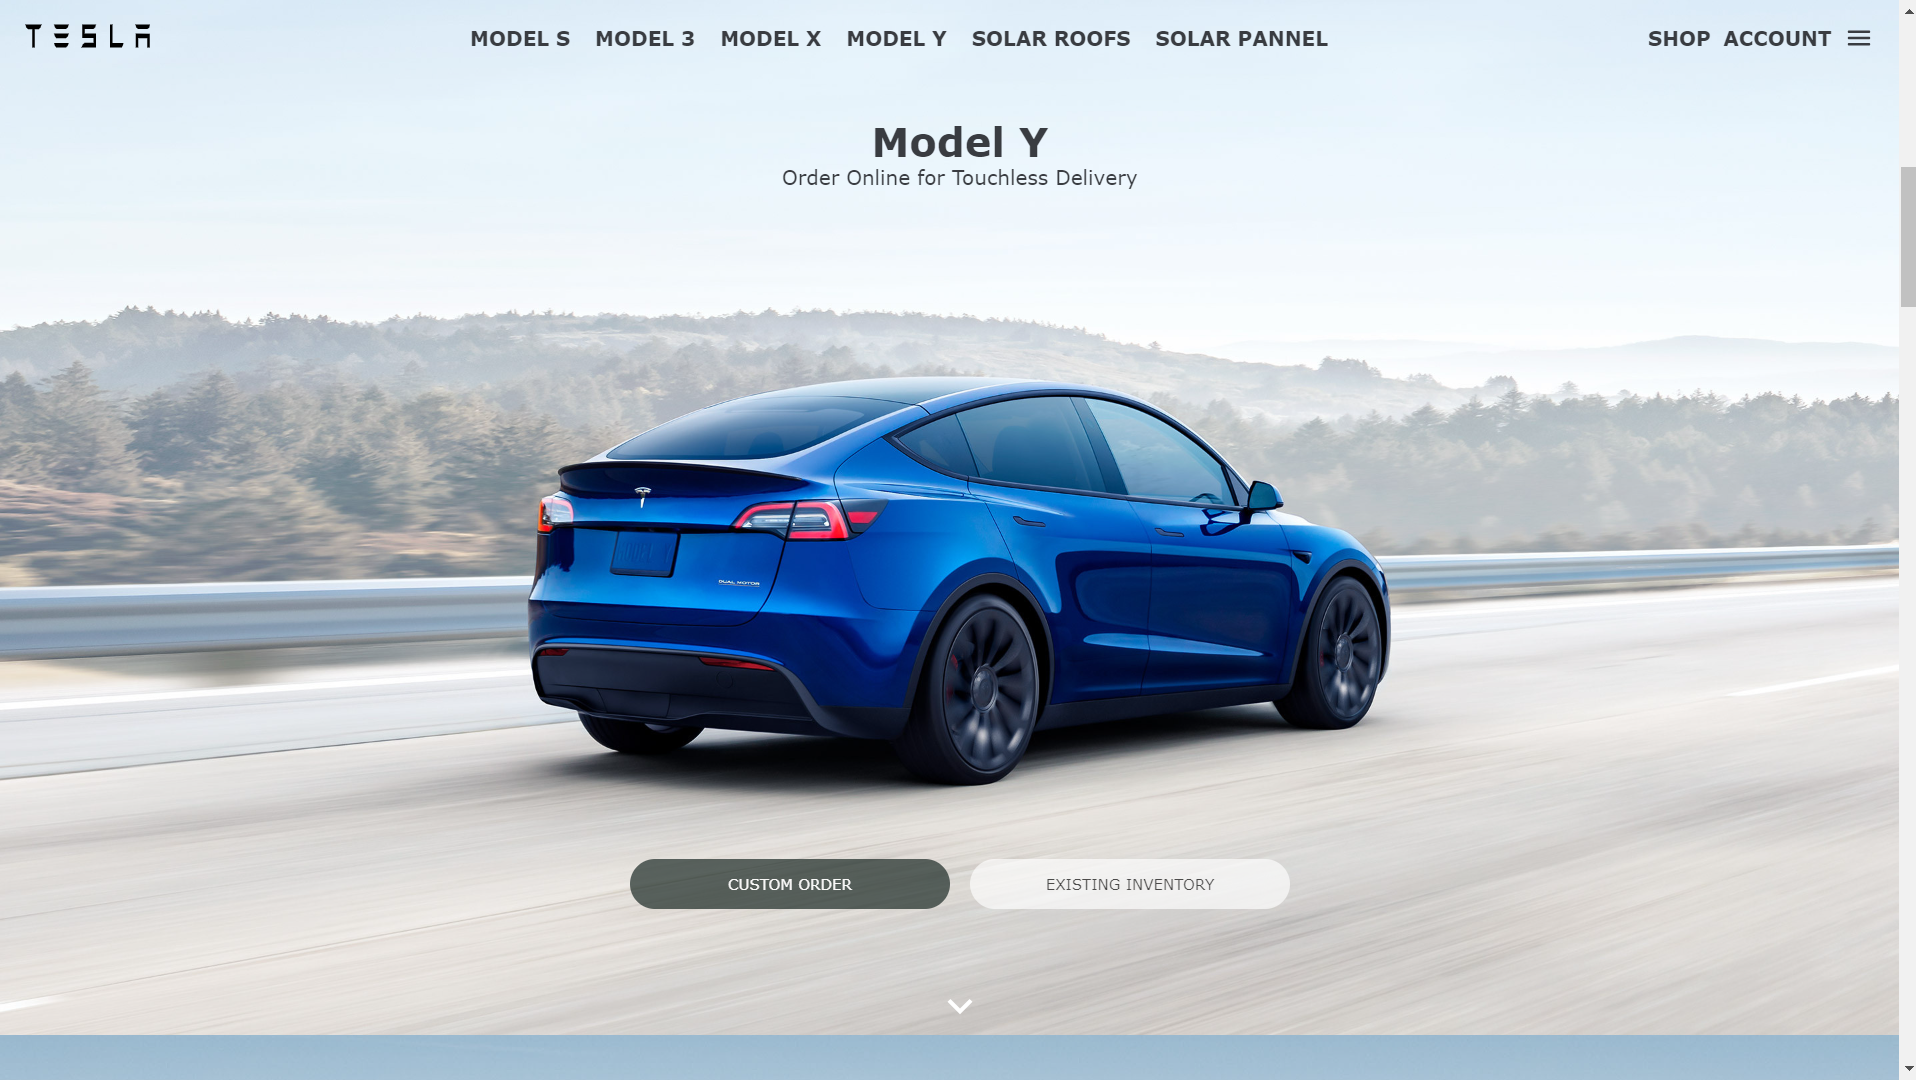 TESLA
MODEL S MODEL 3 MODEL X MODEL Y SOLAR ROOFS SOLAR PANNEL
SHOP ACCOUNT
Model Y
Order Online for Touchless Delivery
DUAL MOTOR
CUSTOM ORDER
EXISTING INVENTORY